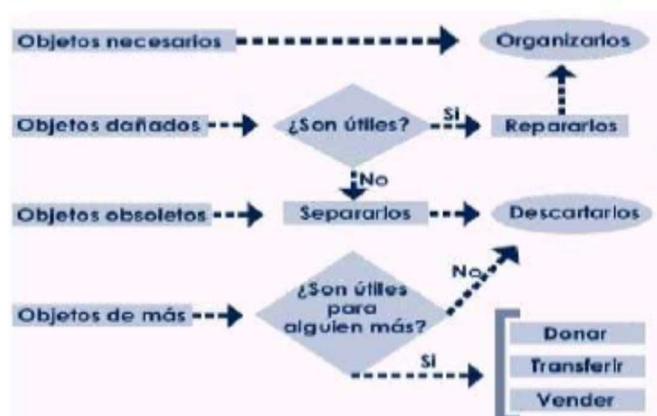 Objetos necesarios
Organizarlos
Objetos dañados
¿Son útiles?
Si
Repararlos
No
Objetos obsoletos
Separarlos
Descartarlos
Objetos de más
¿Son útiles
para
alguien más?
No
Si
Donar
Transferir
Vender